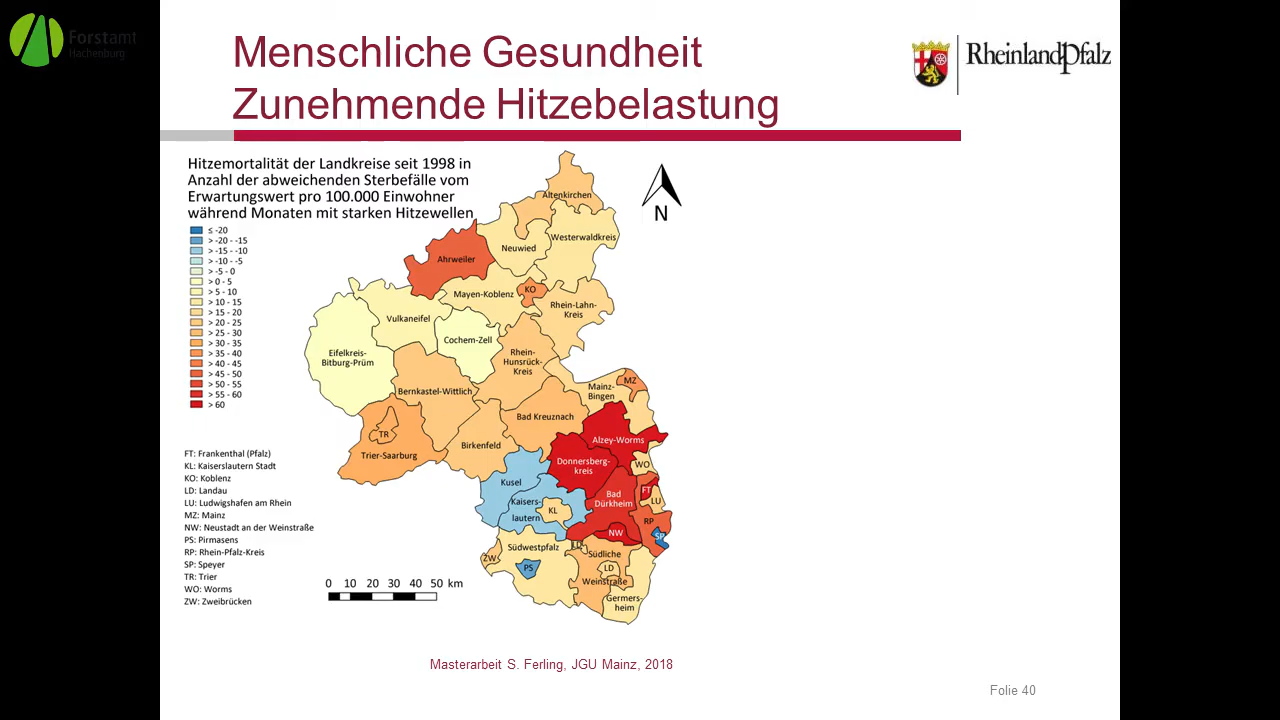 Forstamt
Hachenburg
Menschliche Gesundheit
Zunehmende Hitzebelastung
RheinlandPfalz
Hitzemortalität der Landkreise seit 1998 in
Anzahl der abweichenden Sterbefälle vom
Erwartungswert pro 100.000 Einwohner
während Monaten mit starken Hitzewellen
≤ -20
> -20 - -15
> -15 - -10
> -10 - -5
> -5 - 0
> 0 - 5
> 5 - 10
> 10 - 15
> 15 - 20
> 20 - 25
> 25 - 30
> 30 - 35
> 35 - 40
> 40 - 45
> 45 - 50
> 50 - 55
> 55 - 60
> 60
N
Altenkirchen
Westerwaldkreis
Neuwied
Ahrweiler
Mayen-Koblenz
KO
Rhein-Lahn-
Kreis
Vulkaneifel
Cochem-Zell
Eifelkreis-
Bitburg-Prüm
Rhein-
Hunsrück-
Kreis
Bernkastel-Wittlich
Mainz-
Bingen
MZ
Bad Kreuznach
TR
Trier-Saarburg
Birkenfeld
Alzey-Worms
WO
Donnersberg-
kreis
Kusel
Kaisers-
lautern
KL
Bad
Dürkheim
FT
LU
RP
NW
SP
Südwestpfalz
ZW
PS
LD
Südliche
LD
Weinstraße
Germers-
heim
FT: Frankenthal (Pfalz)
KL: Kaiserslautern Stadt
KO: Koblenz
LD: Landau
LU: Ludwigshafen am Rhein
MZ: Mainz
NW: Neustadt an der Weinstraße
PS: Pirmasens
RP: Rhein-Pfalz-Kreis
SP: Speyer
TR: Trier
WO: Worms
ZW: Zweibrücken
0 10 20 30 40 50 km
Masterarbeit S. Ferling, JGU Mainz, 2018
Folie 40